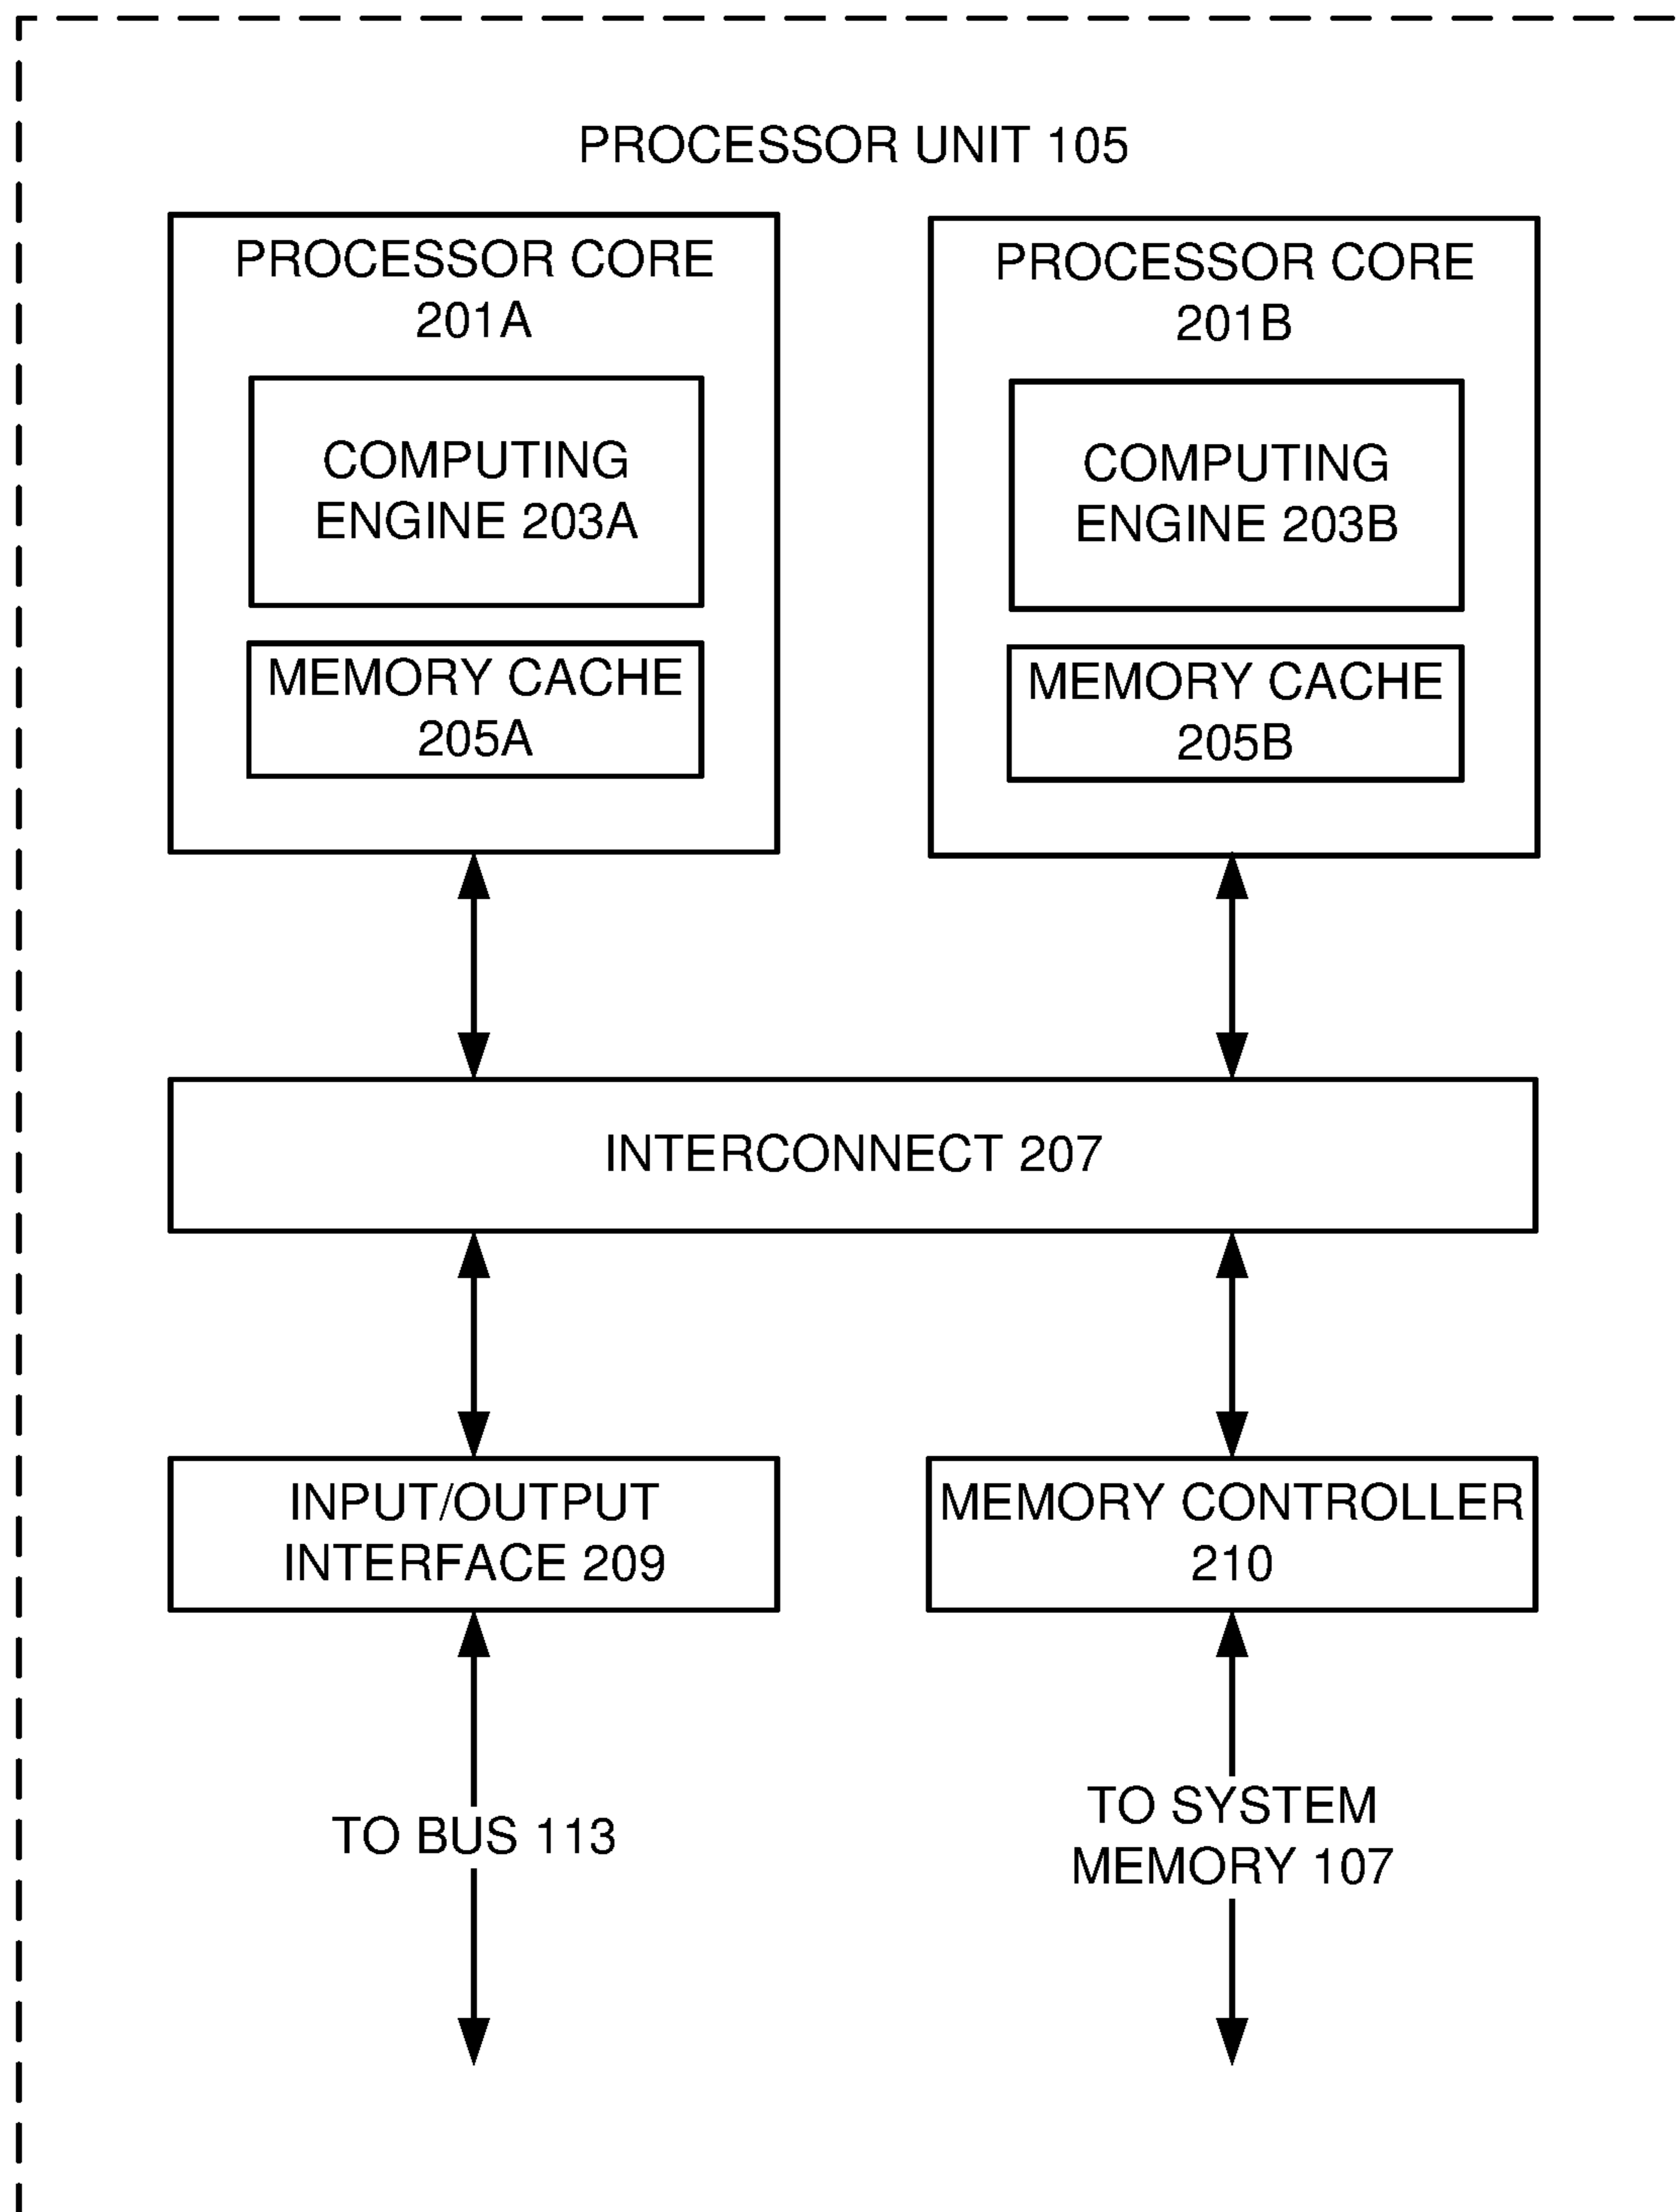 PROCESSOR UNIT 105
PROCESSOR CORE
201A
COMPUTING
ENGINE 203A
MEMORY CACHE
205A
PROCESSOR CORE
201B
COMPUTING
ENGINE 203B
MEMORY CACHE
205B
INTERCONNECT 207
INPUT/OUTPUT
INTERFACE 209
MEMORY CONTROLLER
210
TO BUS 113
TO SYSTEM
MEMORY 107